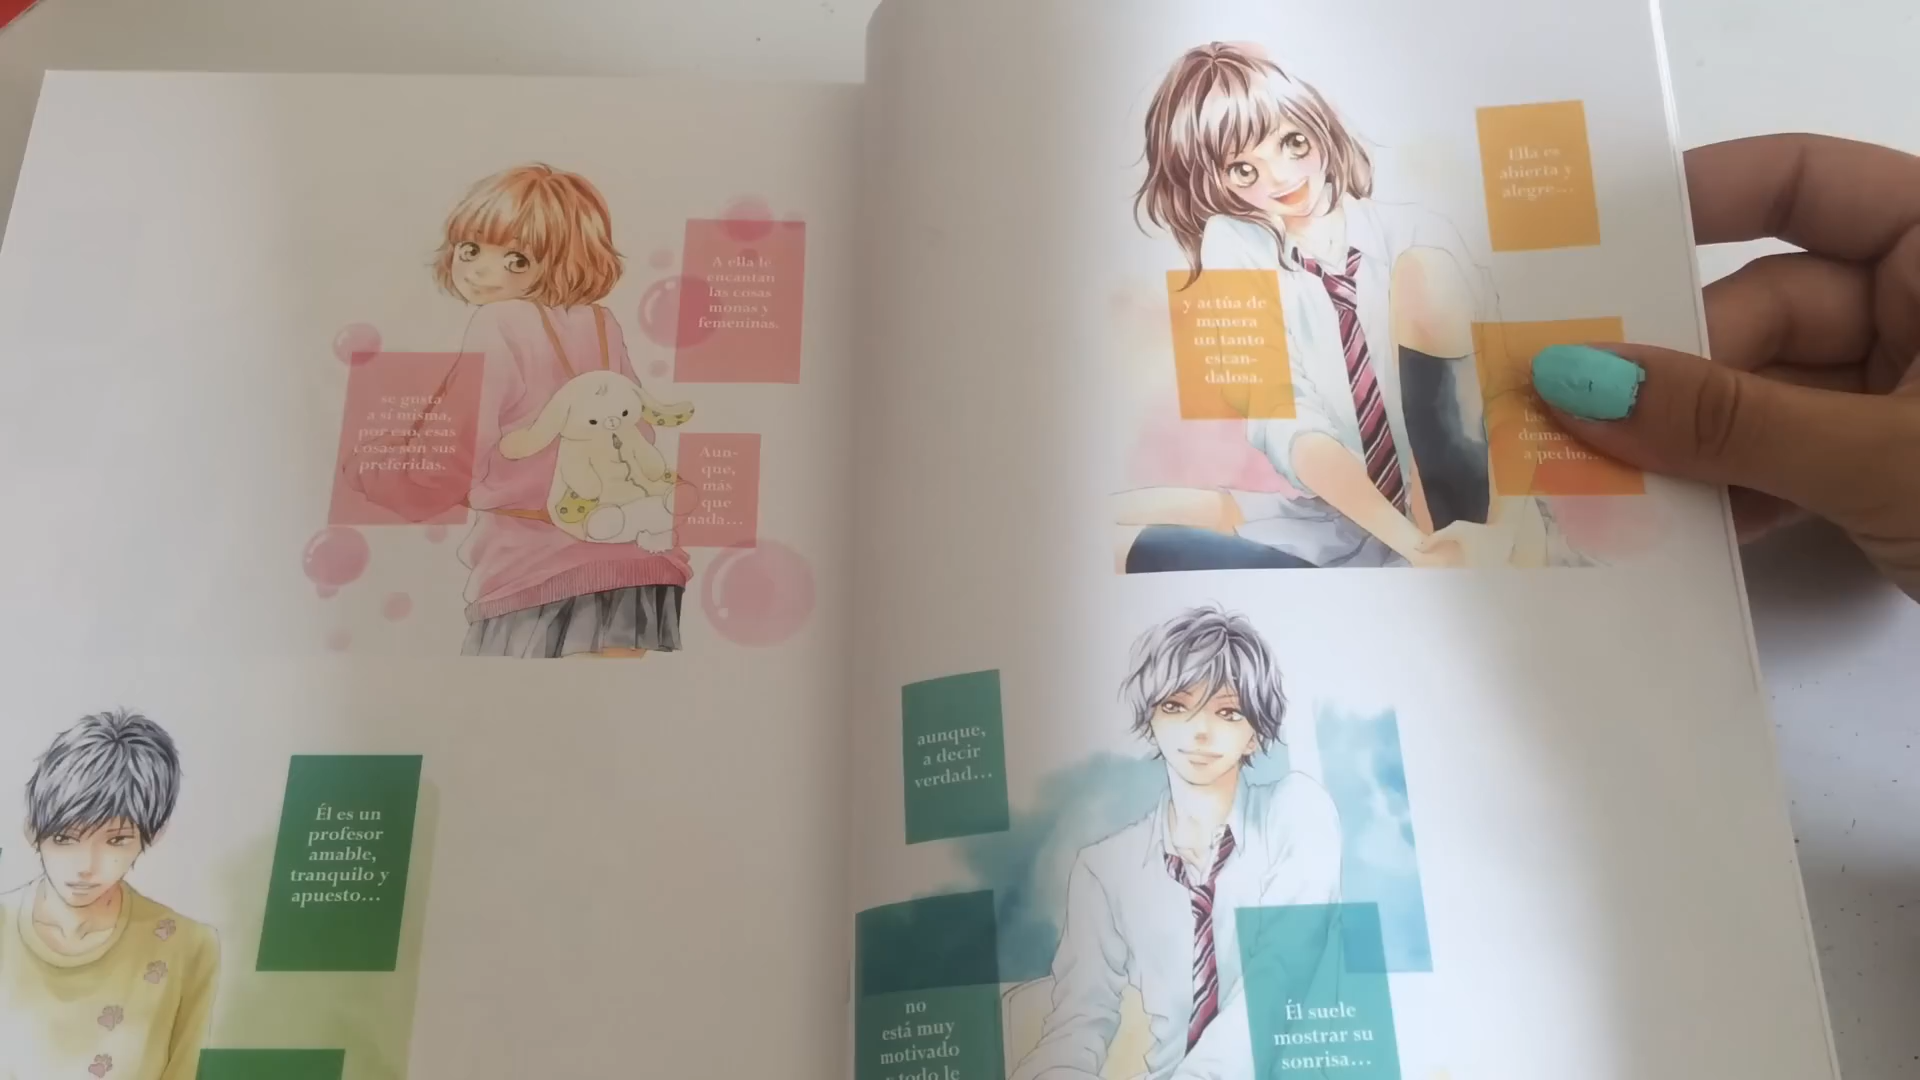 A ella le
encantan
las cosas
monas y
femeninas.
se gusta
a sí misma,
por eso, esas
cosas son sus
preferidas.
Aun-
que,
más
que
nada...
Él es un
profesor
amable,
tranquilo y
apuesto...
Ella es
abierta y
alegre...
y actúa de
manera
un tanto
escan-
dalosa.
a pecho...
aunque,
a decir
verdad...
no
está muy
motivado
y todo le
Él suele
mostrar su
sonrisa...